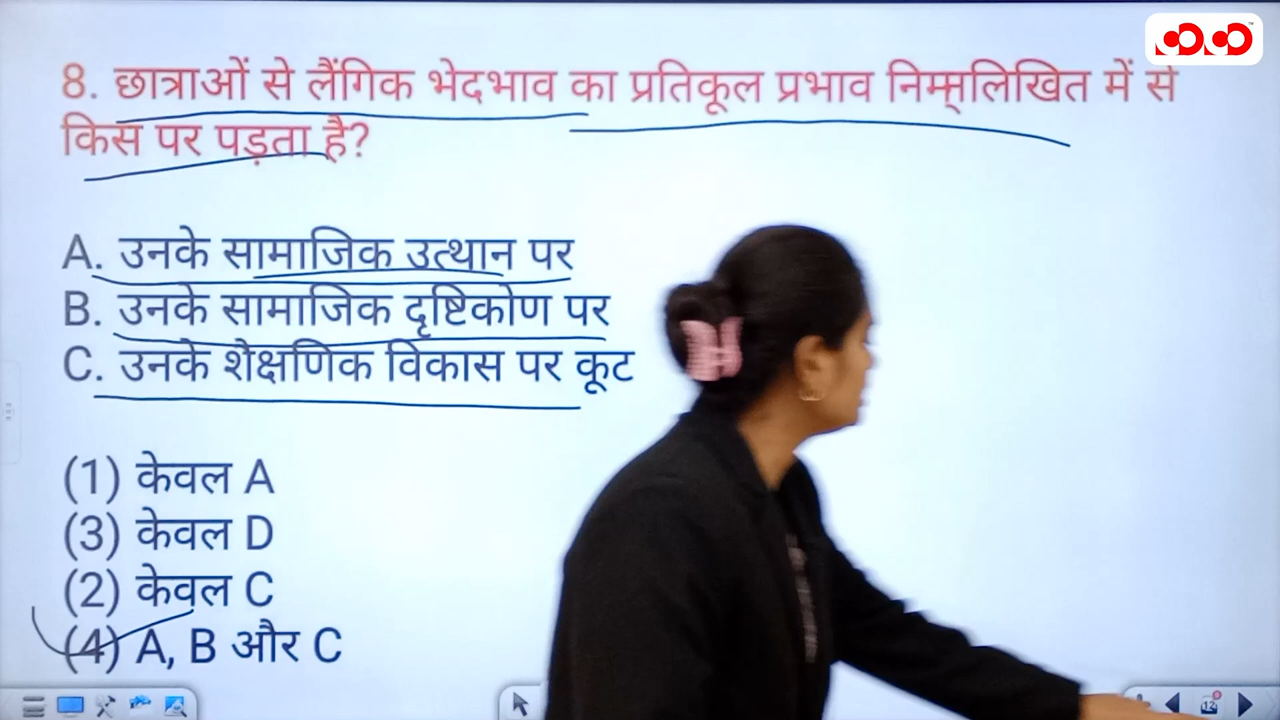 8. छात्राओं से लैंगिक भेदभाव का प्रतिकूल प्रभाव निम्म्लिखित में से
किस पर पड़ता है?
A. उनके सामाजिक उत्थान पर
B. उनके सामाजिक दृष्टिकोण पर
C. उनके शैक्षणिक विकास पर कूट
(1) केवल A
(3) केवल D
(2) केवल C
(4) A, B और C
12